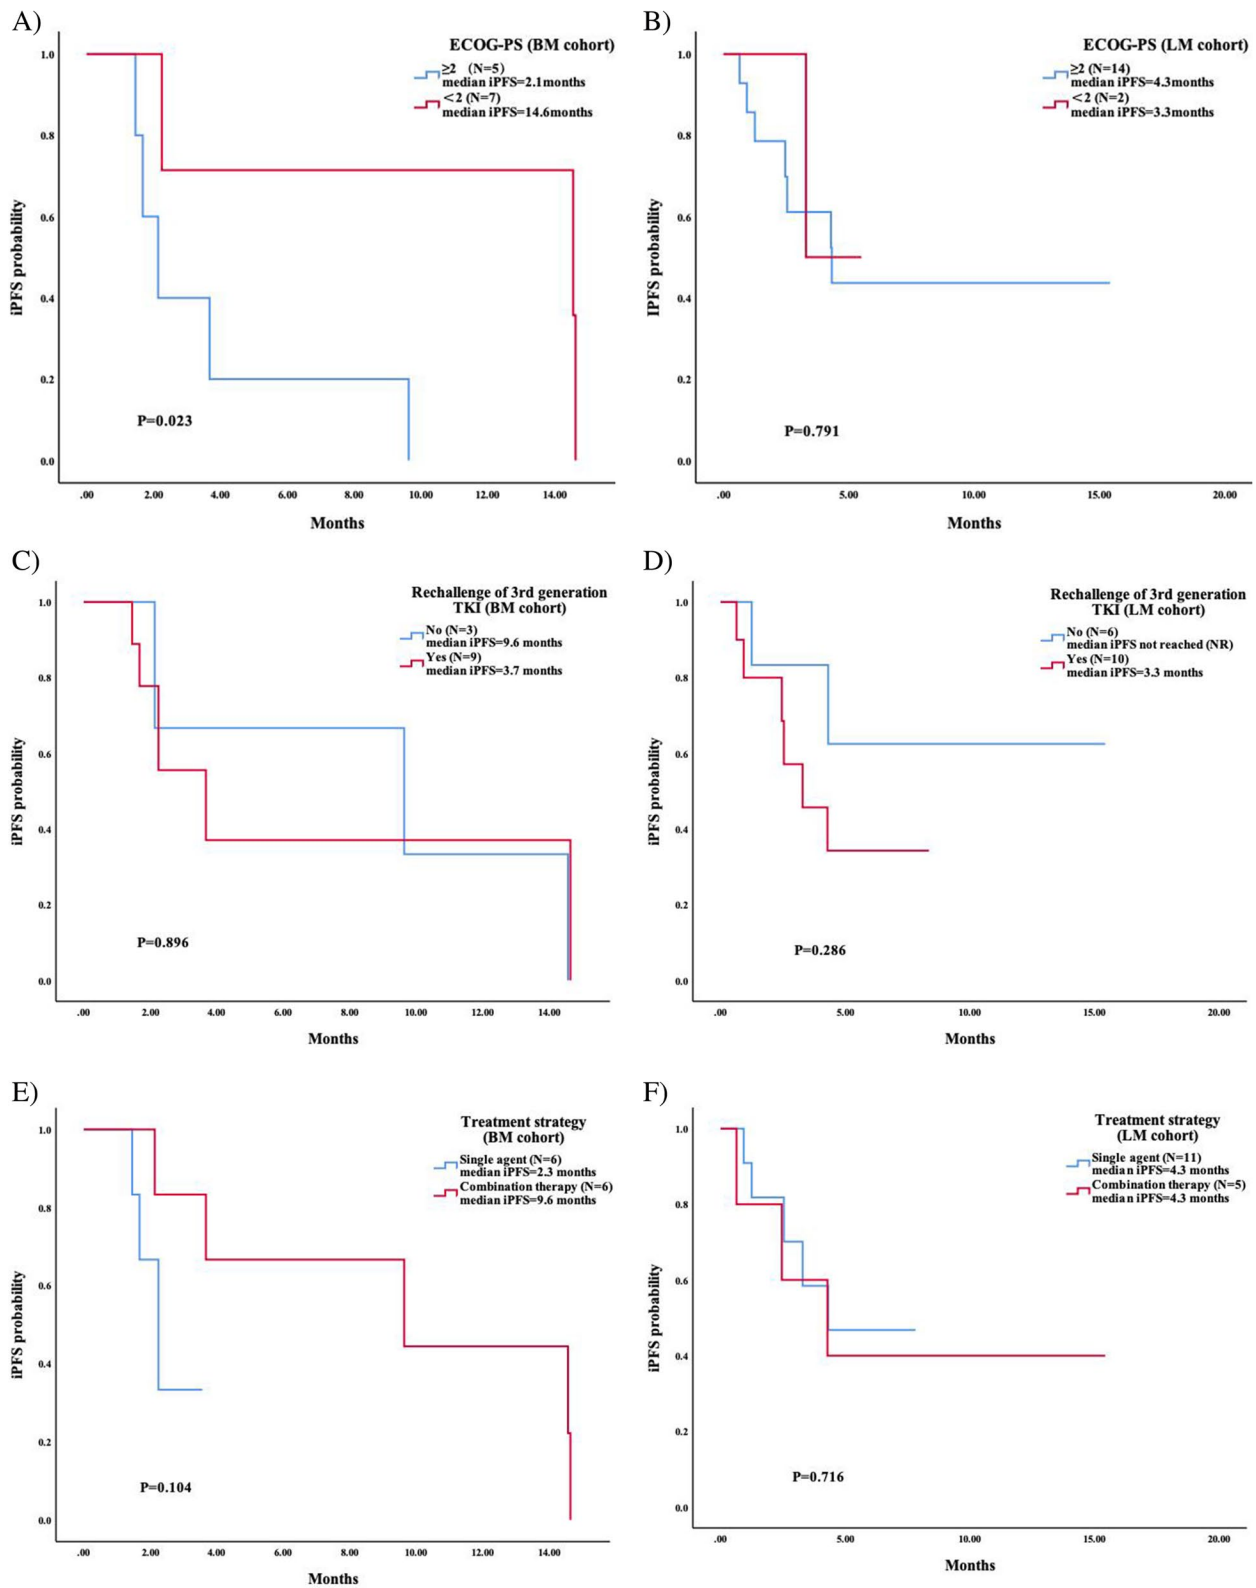 A)
ECOG-PS (BM cohort)
≥2 (N=5)
median iPFS=2.1months
<2 (N=7)
median iPFS=14.6months
1.0
0.8
0.6
0.4
0.2
0.0
iPFS probability
P=0.023
.00 2.00 4.00 6.00 8.00 10.00 12.00 14.00
Months
B)
ECOG-PS (LM cohort)
≥2 (N=14)
median iPFS=4.3months
<2 (N=2)
median iPFS=3.3months
1.0
0.8
0.6
0.4
0.2
0.0
IPFS probability
P=0.791
.00 5.00 10.00 15.00 20.00
Months
C)
Rechallenge of 3rd generation
TKI (BM cohort)
No (N=3)
median iPFS=9.6 months
Yes (N=9)
median iPFS=3.7 months
1.0
0.8
0.6
0.4
0.2
0.0
iPFS probability
P=0.896
.00 2.00 4.00 6.00 8.00 10.00 12.00 14.00
Months
D)
Rechallenge of 3rd generation
TKI (LM cohort)
No (N=6)
median iPFS not reached (NR)
Yes (N=10)
median iPFS=3.3 months
1.0
0.8
0.6
0.4
0.2
0.0
iPFS probability
P=0.286
.00 5.00 10.00 15.00 20.00
Months
E)
Treatment strategy
(BM cohort)
Single agent (N=6)
median iPFS=2.3 months
Combination therapy (N=6)
median iPFS=9.6 months
1.0
0.8
0.6
0.4
0.2
0.0
iPFS probability
P=0.104
.00 2.00 4.00 6.00 8.00 10.00 12.00 14.00
Months
F)
Treatment strategy
(LM cohort)
Single agent (N=11)
median iPFS=4.3 months
Combination therapy (N=5)
median iPFS=4.3 months
1.0
0.8
0.6
0.4
0.2
0.0
iPFS probability
P=0.716
.00 5.00 10.00 15.00 20.00
Months